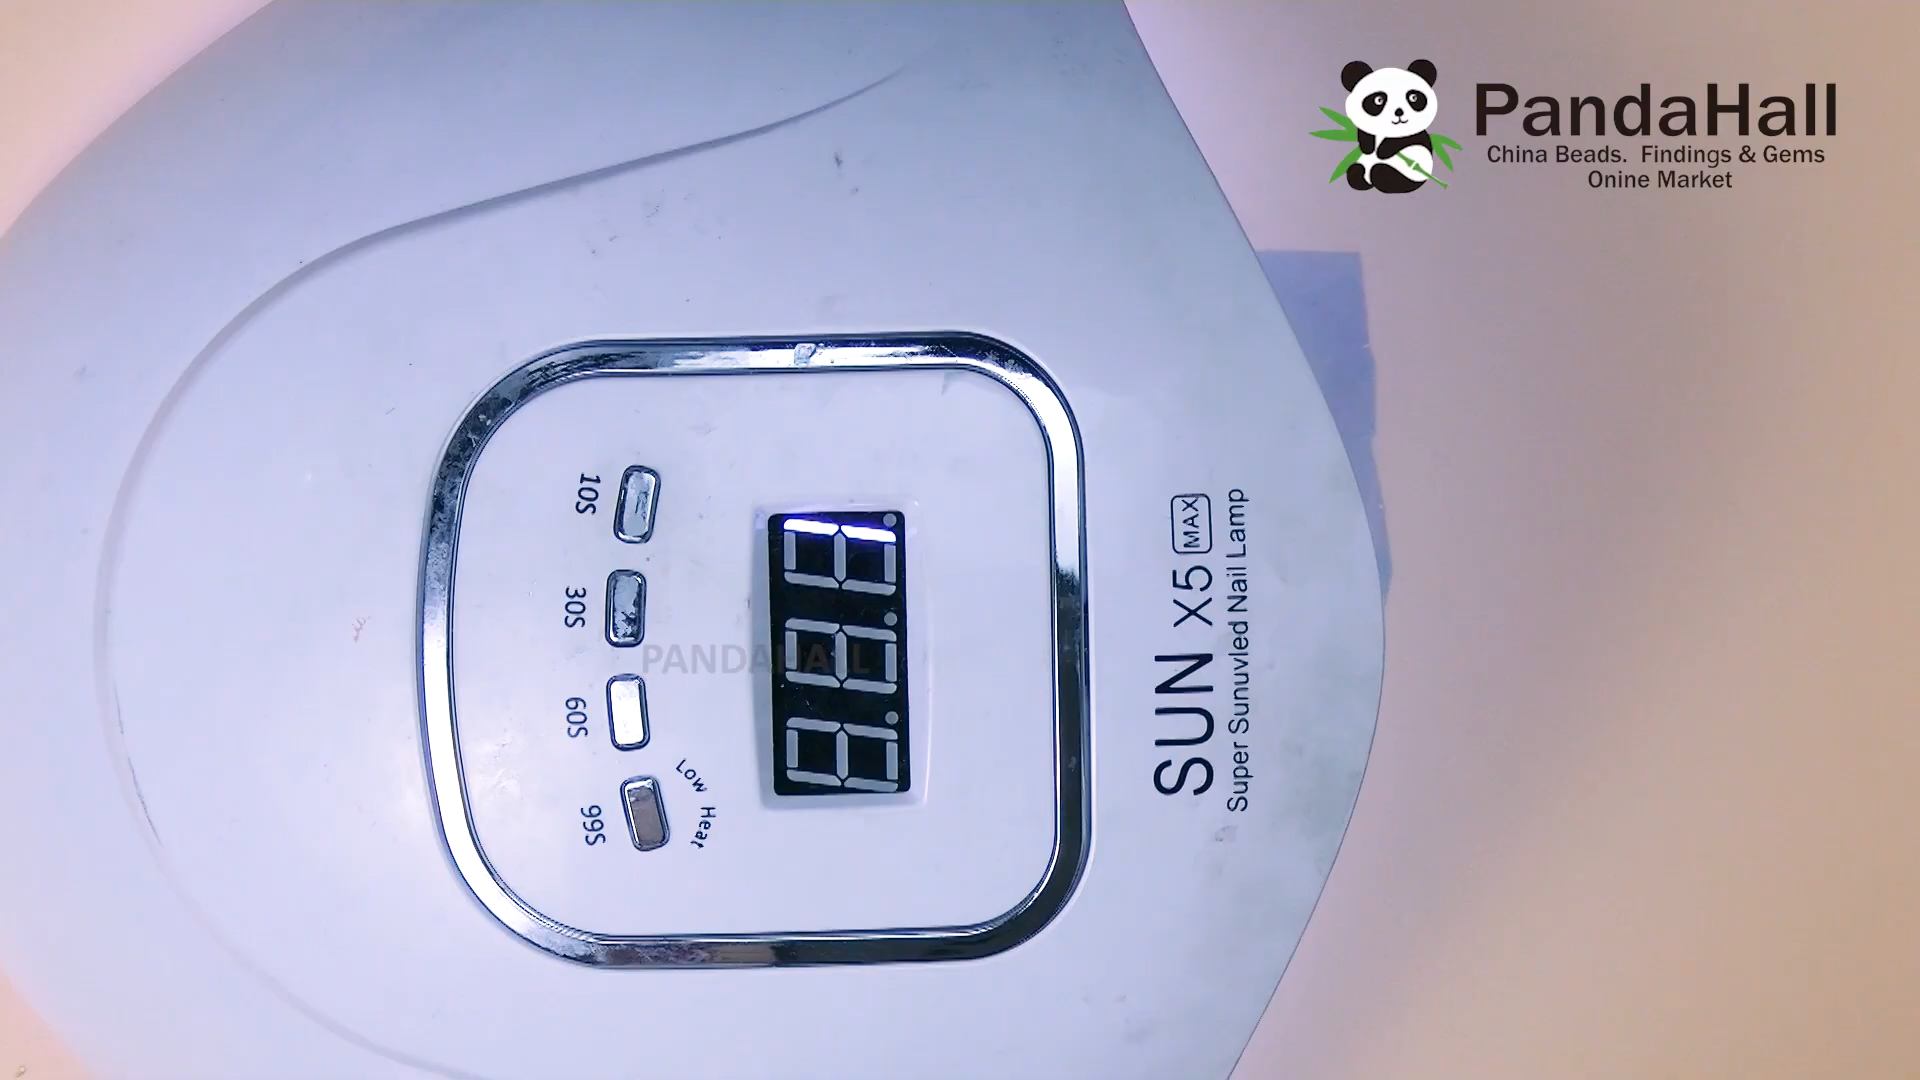 PandaHall
China Beads. Findings & Gems
Onine Market
10S
30S
60S
99S
Low Heat
1
SUN X5 MAX
Super Sunuvled Nail Lamp
PANDAHALL